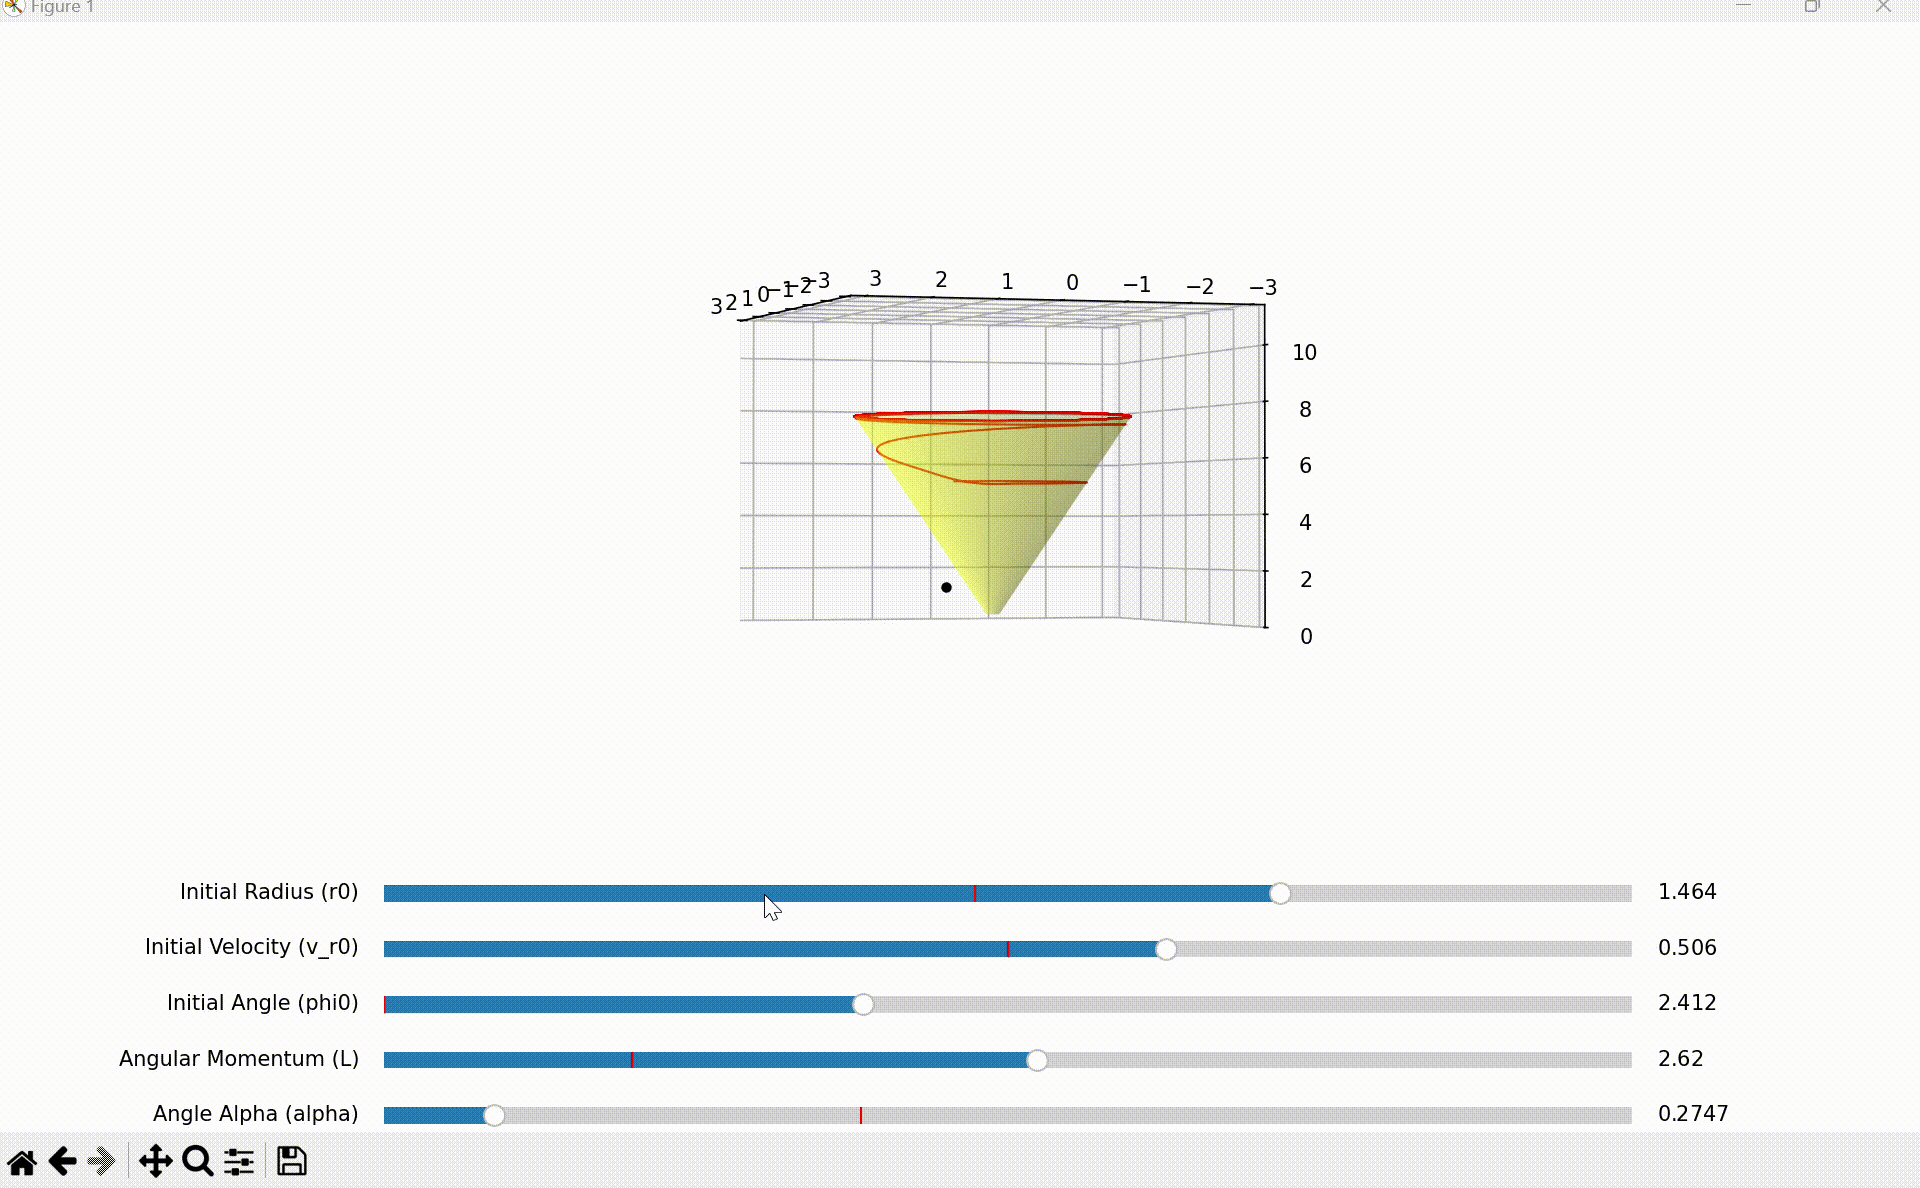 Figure 1
3 2 1 0 −1 −2 −3 3 2 1 0 −1 −2 −3
10
8
6
4
2
0
Initial Radius (r0) 1.464
Initial Velocity (v_r0) 0.506
Initial Angle (phi0) 2.412
Angular Momentum (L) 2.62
Angle Alpha (alpha) 0.2747